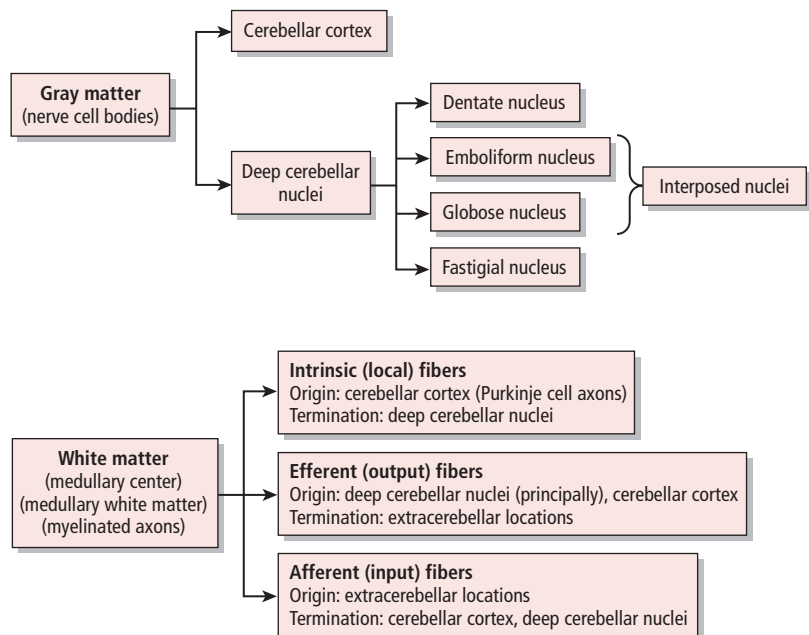 Cerebellar cortex
Gray matter
(nerve cell bodies)
Deep cerebellar
nuclei
Dentate nucleus
Emboliform nucleus
Globose nucleus
Fastigial nucleus
Interposed nuclei
White matter
(medullary center)
(medullary white matter)
(myelinated axons)
Intrinsic (local) fibers
Origin: cerebellar cortex (Purkinje cell axons)
Termination: deep cerebellar nuclei
Efferent (output) fibers
Origin: deep cerebellar nuclei (principally), cerebellar cortex
Termination: extracerebellar locations
Afferent (input) fibers
Origin: extracerebellar locations
Termination: cerebellar cortex, deep cerebellar nuclei